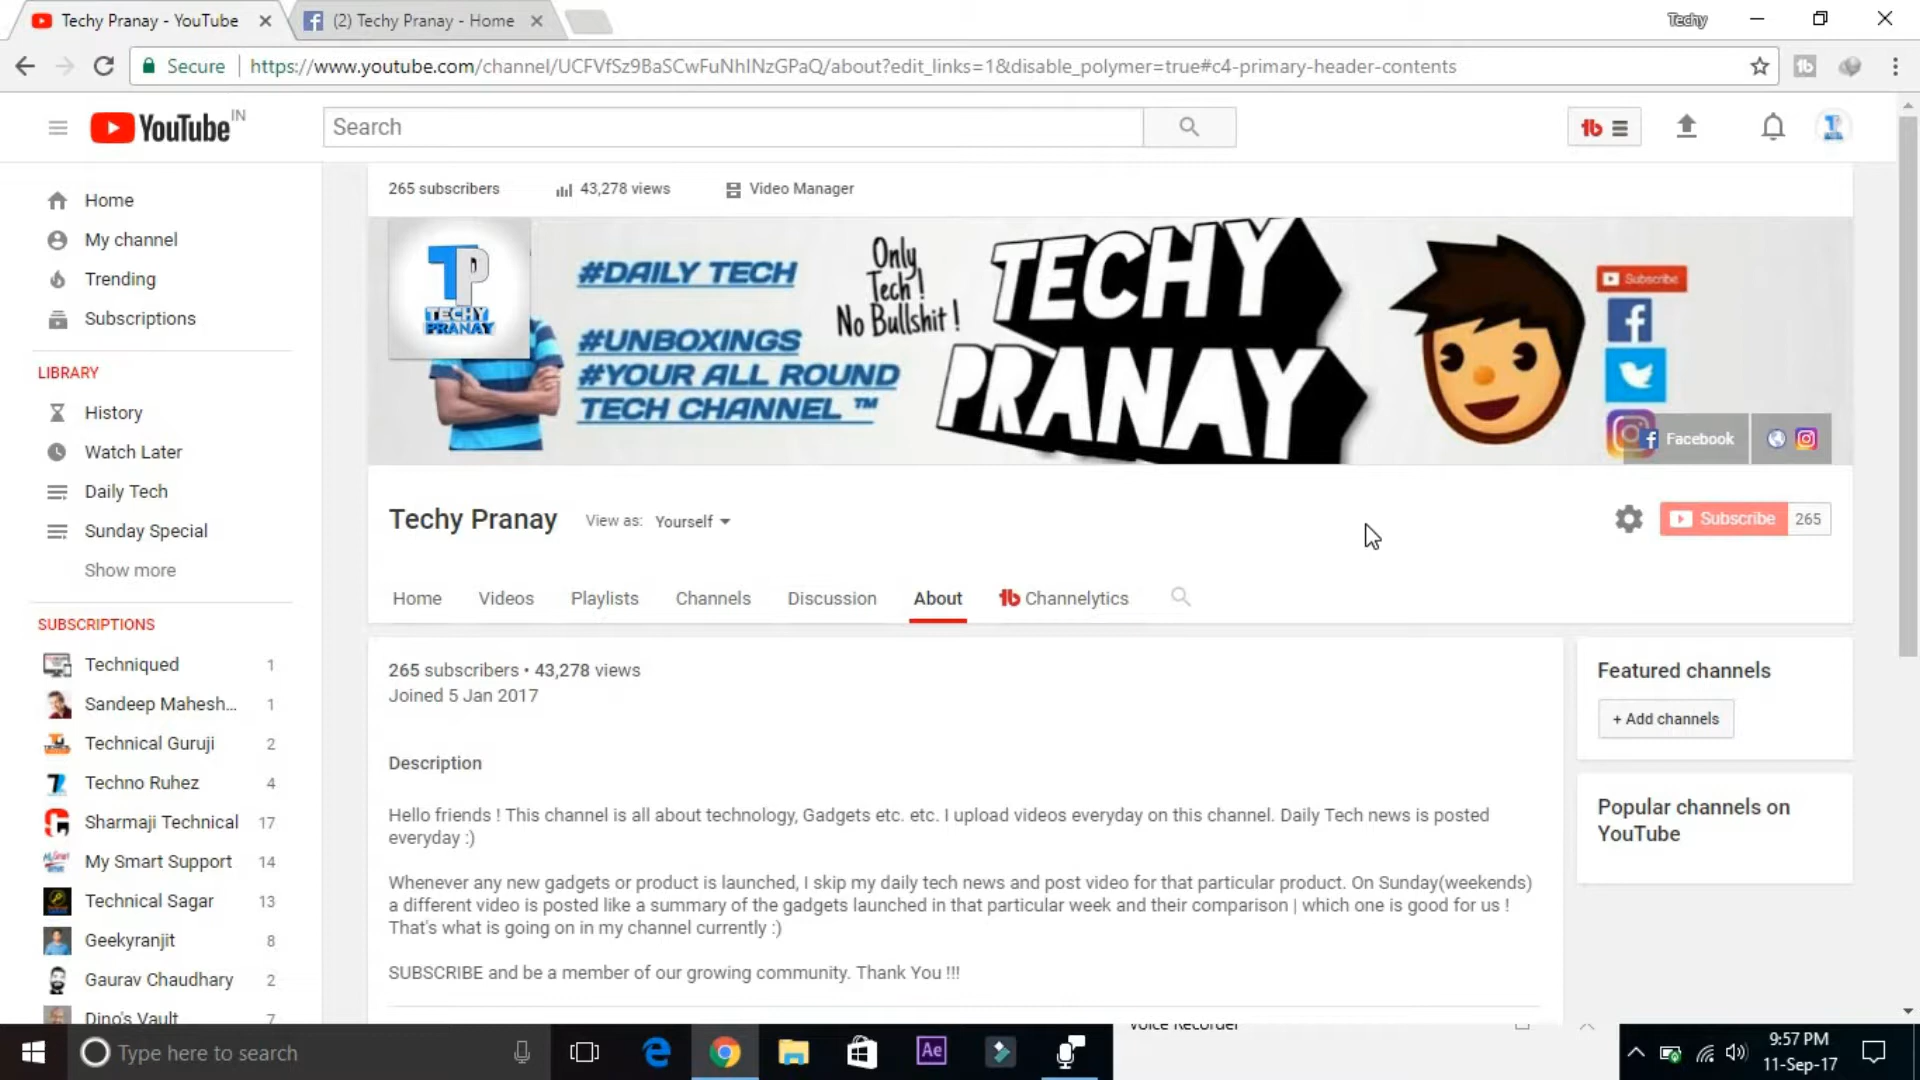 Techy Pranay - YouTube
(2) Techy Pranay - Home
Techy
Secure
https://www.youtube.com/channel/UCFVfSz9BaSCwFuNhINzGPaQ/about?edit_links=1&disable_polymer=true#c4-primary-header-contents
YouTube IN
Search
Home
My channel
Trending
Subscriptions
LIBRARY
History
Watch Later
Daily Tech
Sunday Special
Show more
SUBSCRIPTIONS
Techniqued 1
Sandeep Mahesh... 1
Technical Guruji 2
Techno Ruhez 4
Sharmaji Technical 17
My Smart Support 14
Technical Sagar 13
Geekyranjit 8
Gaurav Chaudhary 2
Dino's Vault 7
265 subscribers
43,278 views
Video Manager
TP
TECHY
PRANAY
#DAILY TECH
#UNBOXINGS
#YOUR ALL ROUND
TECH CHANNEL ™
Only
Tech !
No Bullshit !
TECHY
PRANAY
Subscribe
Facebook
Techy Pranay
View as: Yourself
Subscribe 265
Home
Videos
Playlists
Channels
Discussion
About
Channelytics
265 subscribers • 43,278 views
Joined 5 Jan 2017
Description
Hello friends ! This channel is all about technology, Gadgets etc. etc. I upload videos everyday on this channel. Daily Tech news is posted
everyday :)
Whenever any new gadgets or product is launched, I skip my daily tech news and post video for that particular product. On Sunday(weekends)
a different video is posted like a summary of the gadgets launched in that particular week and their comparison | which one is good for us !
That's what is going on in my channel currently :)
SUBSCRIBE and be a member of our growing community. Thank You !!!
Featured channels
+ Add channels
Popular channels on
YouTube
Voice Recorder
Type here to search
Ae
9:57 PM
11-Sep-17